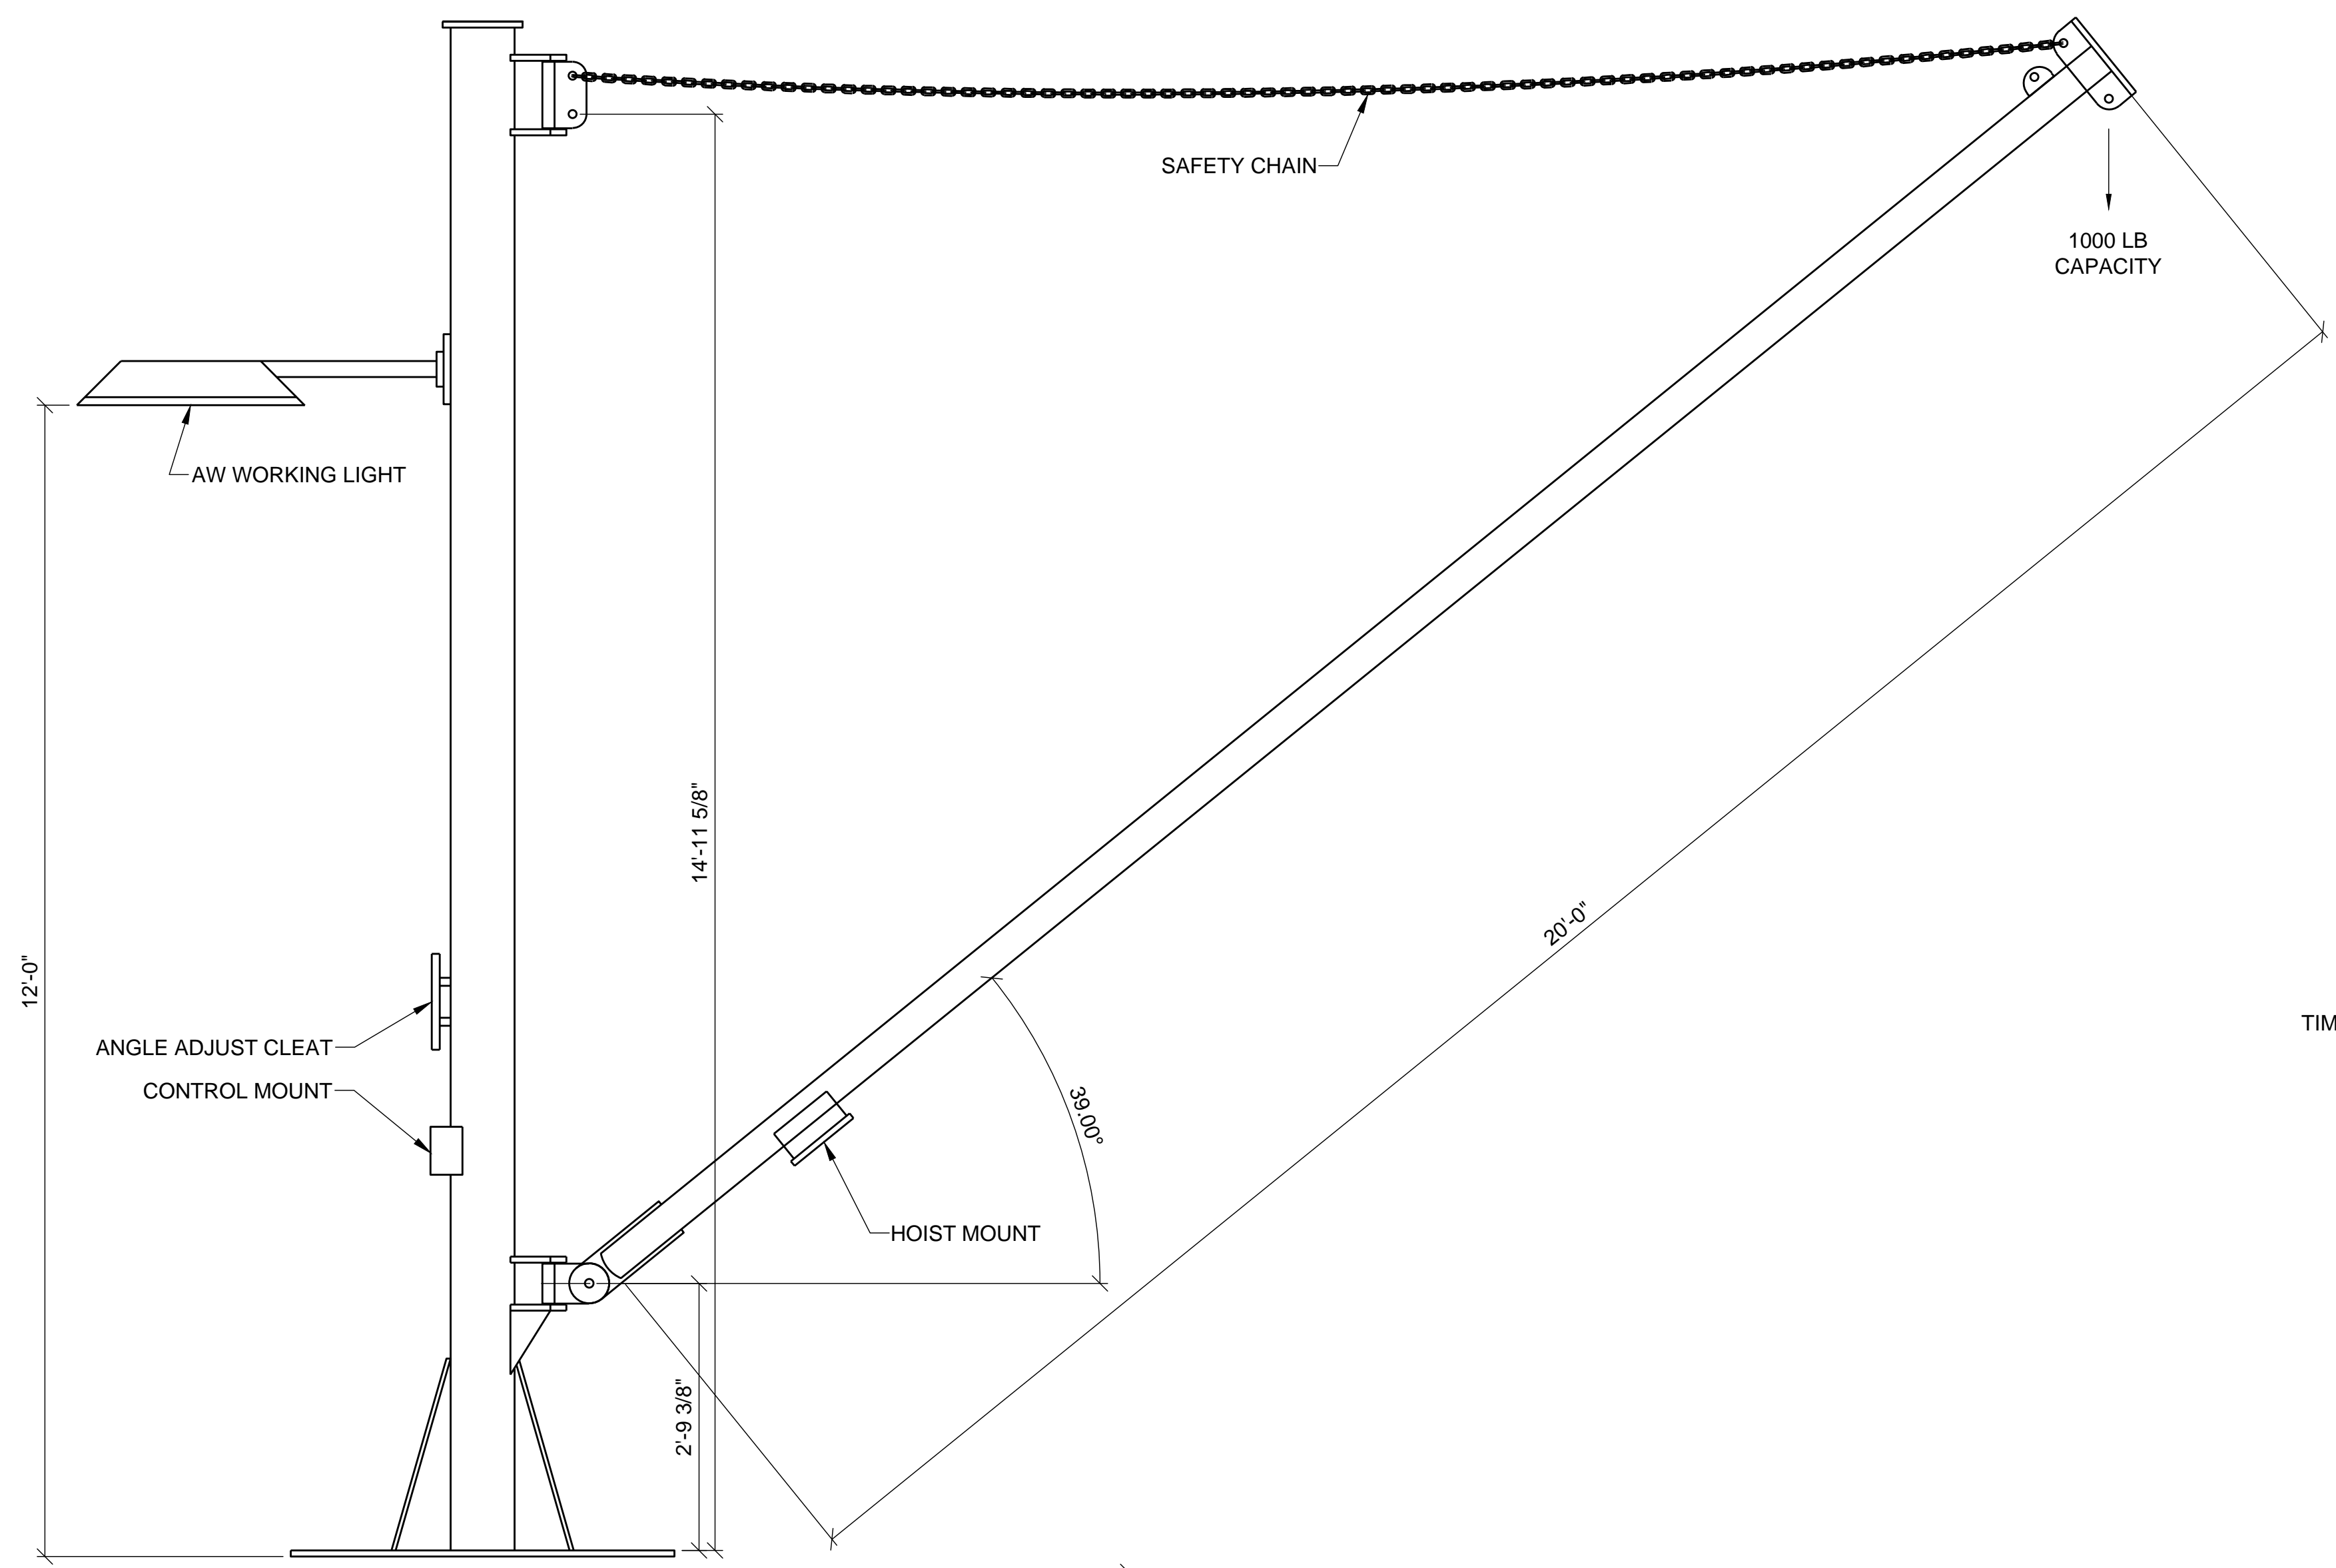 SAFETY CHAIN
1000 LB
CAPACITY
AW WORKING LIGHT
14'-11 5/8"
20'-0"
12'-0"
TIM
ANGLE ADJUST CLEAT
CONTROL MOUNT
39.00°
HOIST MOUNT
2'-9 3/8"